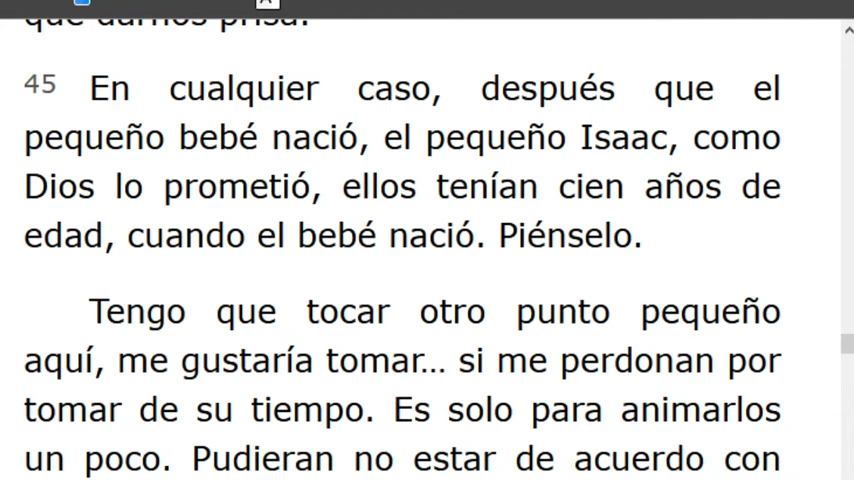 que darnos prisa.
45 En cualquier caso, después que el
pequeño bebé nació, el pequeño Isaac, como
Dios lo prometió, ellos tenían cien años de
edad, cuando el bebé nació. Piénselo.
Tengo que tocar otro punto pequeño
aquí, me gustaría tomar… si me perdonan por
tomar de su tiempo. Es solo para animarlos
un poco. Pudieran no estar de acuerdo con